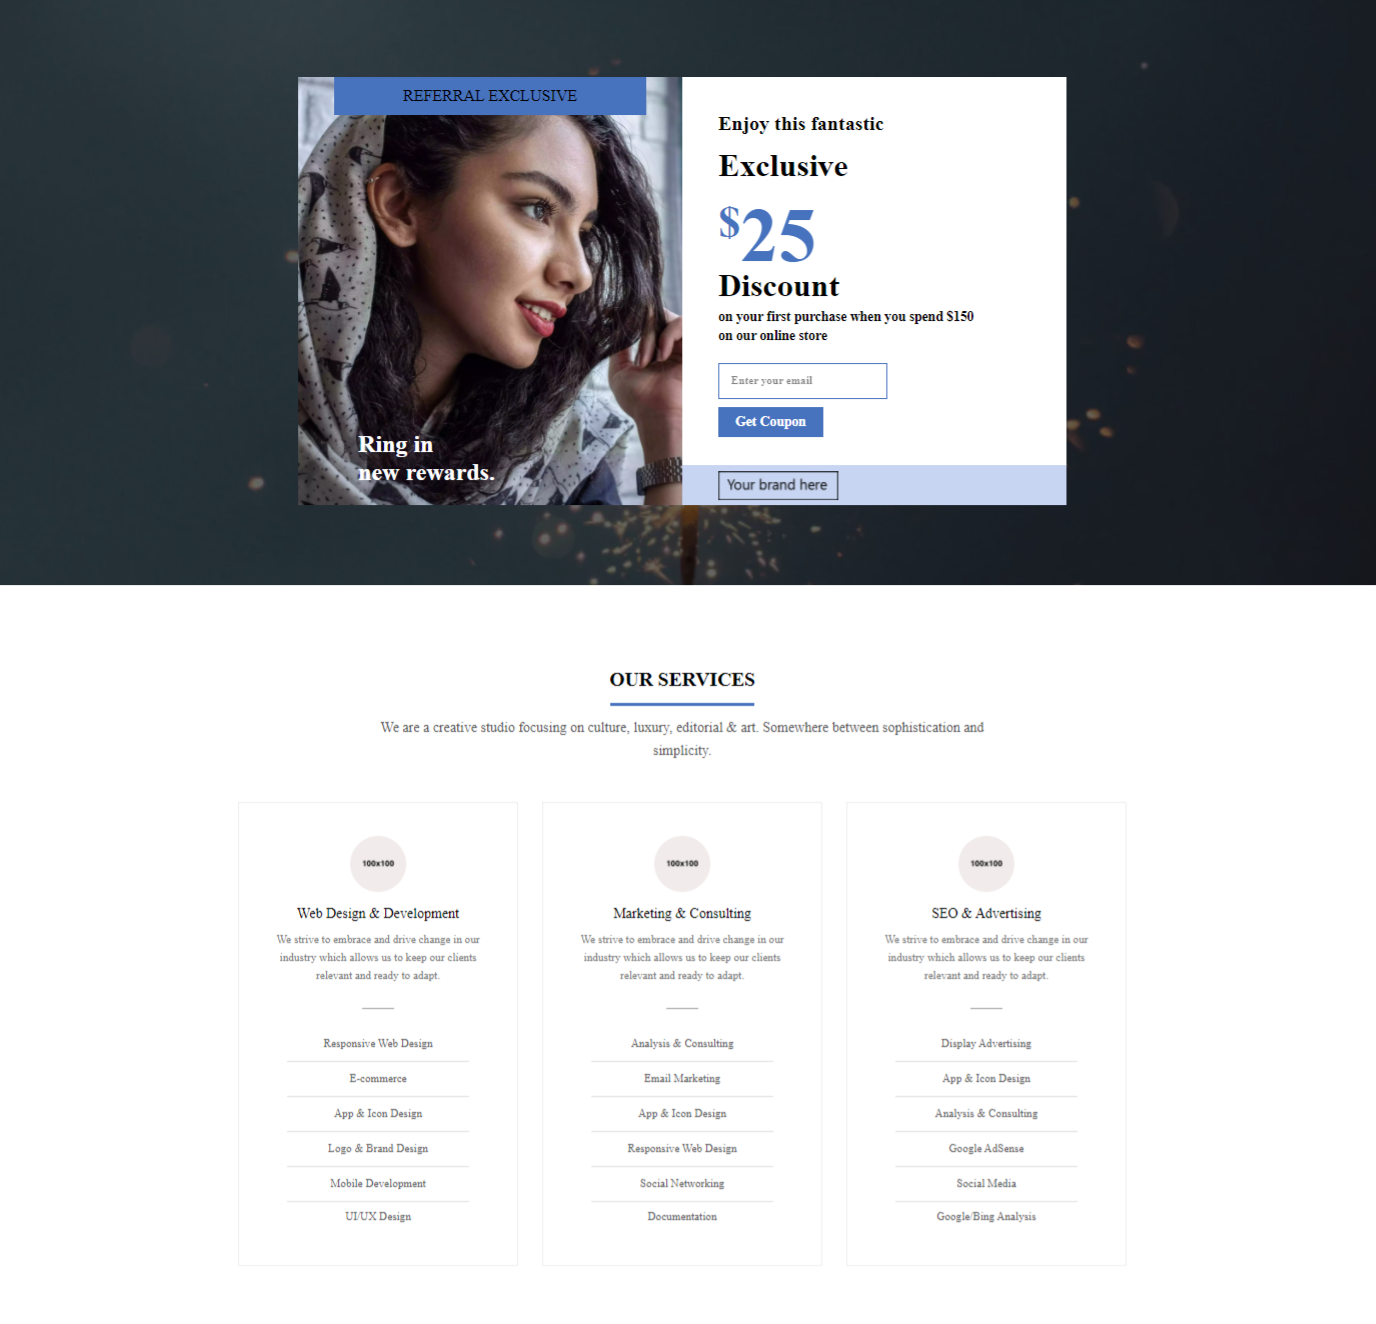 REFERRAL EXCLUSIVE
Ring in
new rewards.
Enjoy this fantastic
Exclusive
$25
Discount
on your first purchase when you spend $150
on our online store
Enter your email
Get Coupon
Your brand here
OUR SERVICES
We are a creative studio focusing on culture, luxury, editorial & art. Somewhere between sophistication and
simplicity.
100x100
Web Design & Development
We strive to embrace and drive change in our
industry which allows us to keep our clients
relevant and ready to adapt.
Responsive Web Design
E-commerce
App & Icon Design
Logo & Brand Design
Mobile Development
UI/UX Design
100x100
Marketing & Consulting
We strive to embrace and drive change in our
industry which allows us to keep our clients
relevant and ready to adapt.
Analysis & Consulting
Email Marketing
App & Icon Design
Responsive Web Design
Social Networking
Documentation
100x100
SEO & Advertising
We strive to embrace and drive change in our
industry which allows us to keep our clients
relevant and ready to adapt.
Display Advertising
App & Icon Design
Analysis & Consulting
Google AdSense
Social Media
Google/Bing Analysis